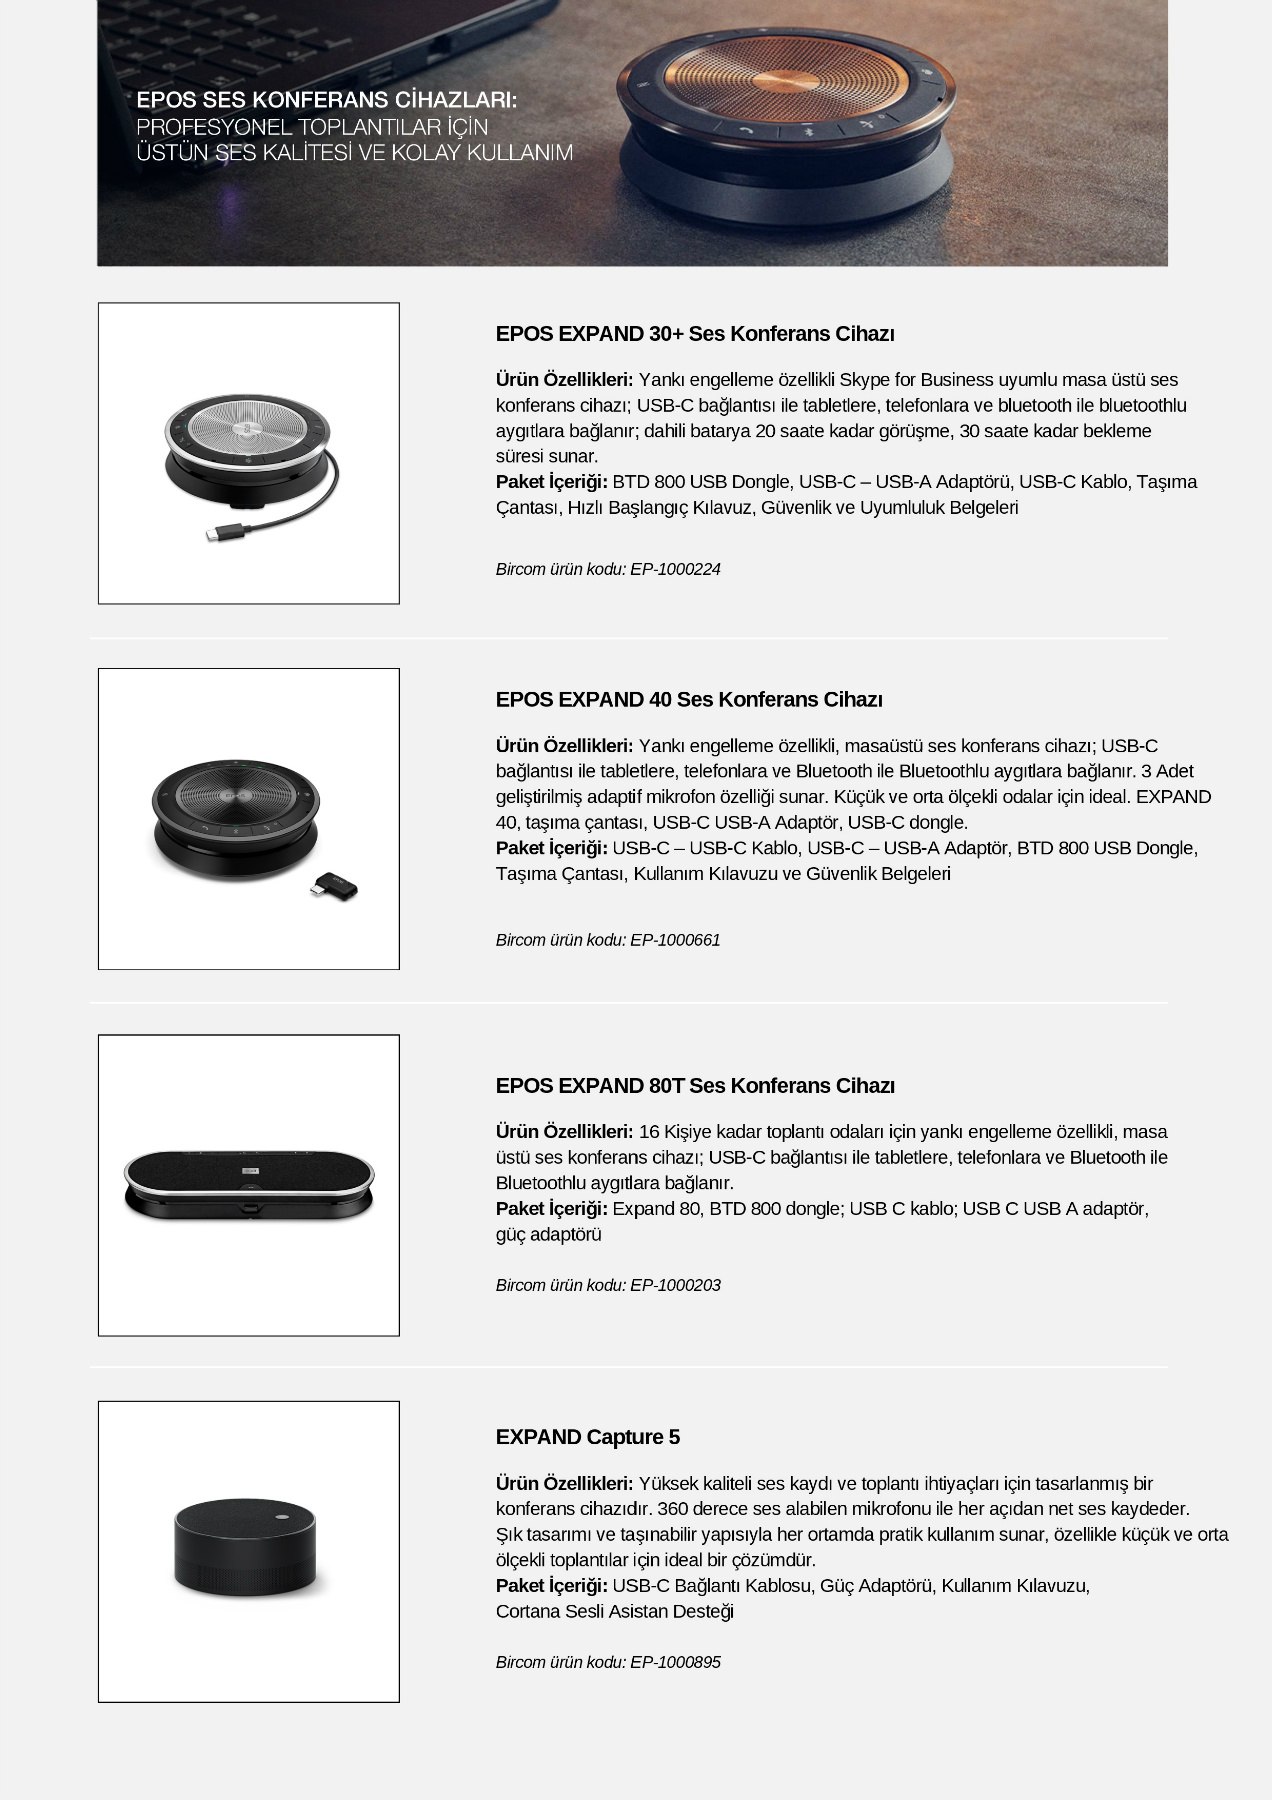 EPOS SES KONFERANS CİHAZLARI:
PROFESYONEL TOPLANTILAR İÇİN
ÜSTÜN SES KALİTESİ VE KOLAY KULLANIM
EPOS EXPAND 30+ Ses Konferans Cihazı
Ürün Özellikleri: Yankı engelleme özellikli Skype for Business uyumlu masa üstü ses
konferans cihazı; USB-C bağlantısı ile tabletlere, telefonlara ve bluetooth ile bluetoothlu
aygıtlara bağlanır; dahili batarya 20 saate kadar görüşme, 30 saate kadar bekleme
süresi sunar.
Paket İçeriği: BTD 800 USB Dongle, USB-C – USB-A Adaptörü, USB-C Kablo, Taşıma
Çantası, Hızlı Başlangıç Kılavuz, Güvenlik ve Uyumluluk Belgeleri
Bircom ürün kodu: EP-1000224
EPOS EXPAND 40 Ses Konferans Cihazı
Ürün Özellikleri: Yankı engelleme özellikli, masaüstü ses konferans cihazı; USB-C
bağlantısı ile tabletlere, telefonlara ve Bluetooth ile Bluetoothlu aygıtlara bağlanır. 3 Adet
geliştirilmiş adaptif mikrofon özelliği sunar. Küçük ve orta ölçekli odalar için ideal. EXPAND
40, taşıma çantası, USB-C USB-A Adaptör, USB-C dongle.
Paket İçeriği: USB-C – USB-C Kablo, USB-C – USB-A Adaptör, BTD 800 USB Dongle,
Taşıma Çantası, Kullanım Kılavuzu ve Güvenlik Belgeleri
Bircom ürün kodu: EP-1000661
EPOS EXPAND 80T Ses Konferans Cihazı
Ürün Özellikleri: 16 Kişiye kadar toplantı odaları için yankı engelleme özellikli, masa
üstü ses konferans cihazı; USB-C bağlantısı ile tabletlere, telefonlara ve Bluetooth ile
Bluetoothlu aygıtlara bağlanır.
Paket İçeriği: Expand 80, BTD 800 dongle; USB C kablo; USB C USB A adaptör,
güç adaptörü
Bircom ürün kodu: EP-1000203
EXPAND Capture 5
Ürün Özellikleri: Yüksek kaliteli ses kaydı ve toplantı ihtiyaçları için tasarlanmış bir
konferans cihazıdır. 360 derece ses alabilen mikrofonu ile her açıdan net ses kaydeder.
Şık tasarımı ve taşınabilir yapısıyla her ortamda pratik kullanım sunar, özellikle küçük ve orta
ölçekli toplantılar için ideal bir çözümdür.
Paket İçeriği: USB-C Bağlantı Kablosu, Güç Adaptörü, Kullanım Kılavuzu,
Cortana Sesli Asistan Desteği
Bircom ürün kodu: EP-1000895